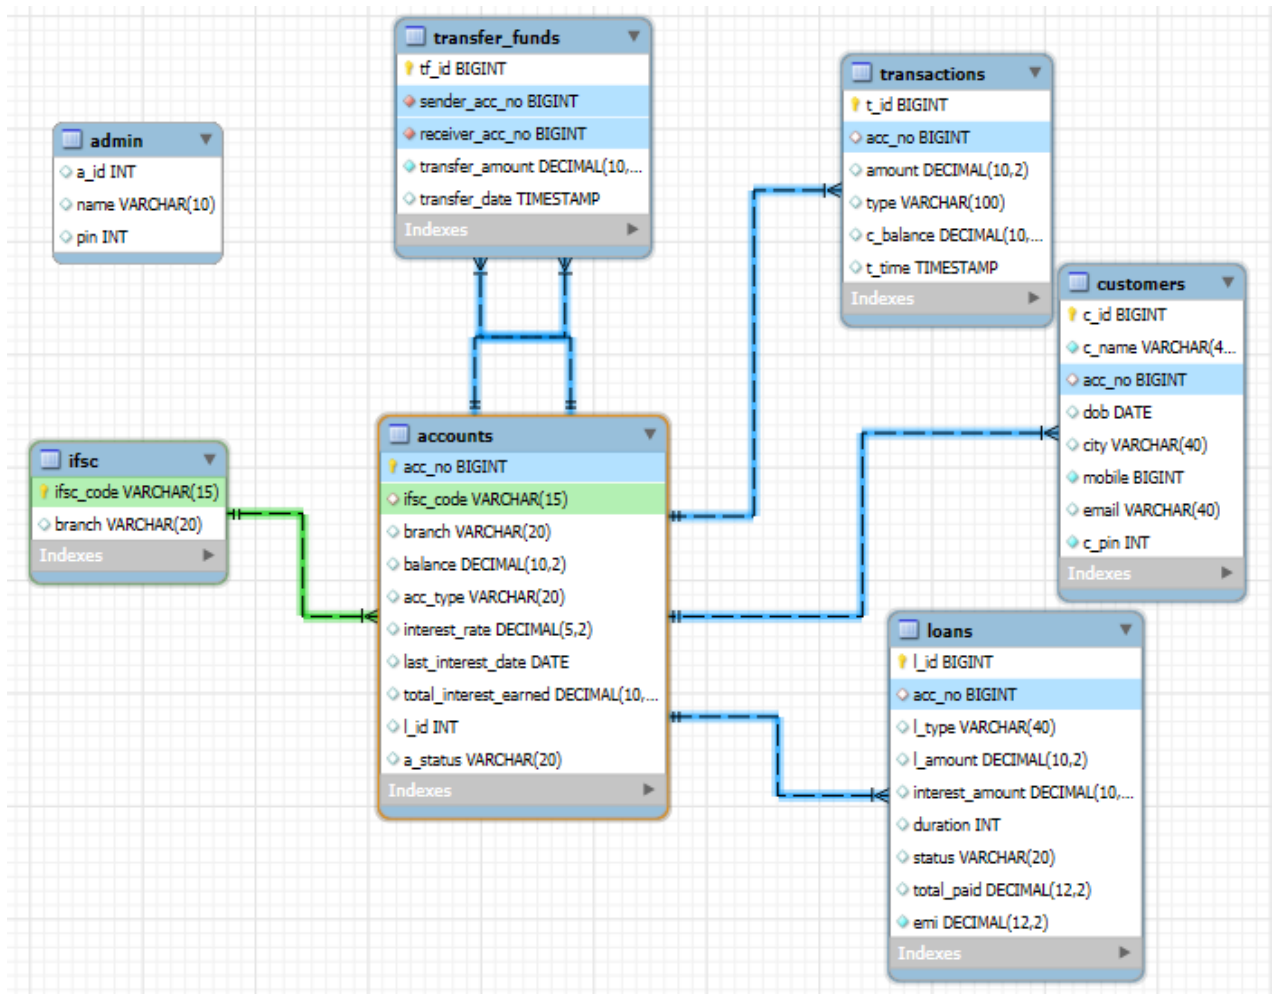 transfer_funds
tf_id BIGINT
sender_acc_no BIGINT
receiver_acc_no BIGINT
transfer_amount DECIMAL(10,...
transfer_date TIMESTAMP
Indexes
admin
a_id INT
name VARCHAR(10)
pin INT
transactions
t_id BIGINT
acc_no BIGINT
amount DECIMAL(10,2)
type VARCHAR(100)
c_balance DECIMAL(10,...
t_time TIMESTAMP
Indexes
customers
c_id BIGINT
c_name VARCHAR(4...
acc_no BIGINT
dob DATE
city VARCHAR(40)
mobile BIGINT
email VARCHAR(40)
c_pin INT
Indexes
ifsc
ifsc_code VARCHAR(15)
branch VARCHAR(20)
Indexes
accounts
acc_no BIGINT
ifsc_code VARCHAR(15)
branch VARCHAR(20)
balance DECIMAL(10,2)
acc_type VARCHAR(20)
interest_rate DECIMAL(5,2)
last_interest_date DATE
total_interest_earned DECIMAL(10,...
l_id INT
a_status VARCHAR(20)
Indexes
loans
l_id BIGINT
acc_no BIGINT
l_type VARCHAR(40)
l_amount DECIMAL(10,2)
interest_amount DECIMAL(10,...
duration INT
status VARCHAR(20)
total_paid DECIMAL(12,2)
emi DECIMAL(12,2)
Indexes